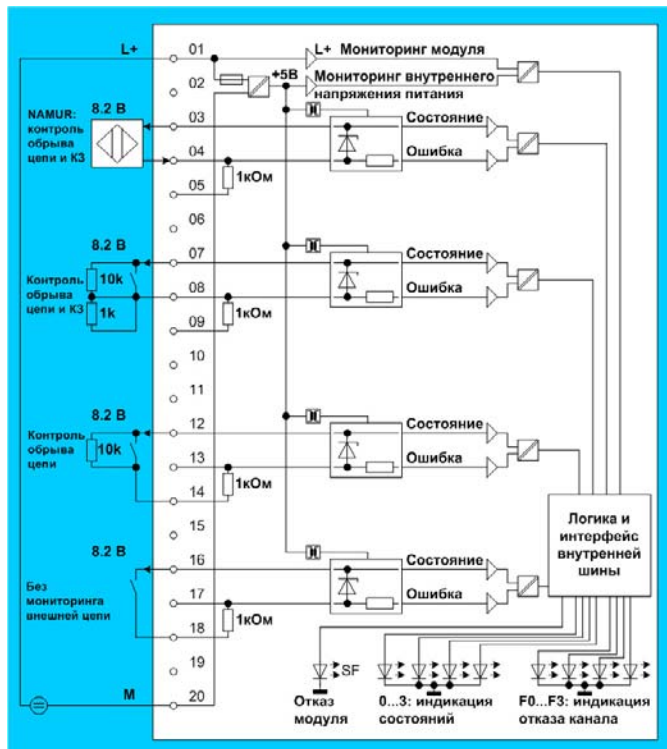 L+
01
L+ Мониторинг модуля
02
+5В
Мониторинг внутреннего
напряжения питания
NAMUR:
контроль
обрыва
цепи и КЗ
8.2 В
03
Состояние
04
Ошибка
1кОм
05
06
8.2 В
07
Состояние
Контроль
обрыва
цепи и КЗ
10k
1k
08
Ошибка
1кОм
09
10
11
8.2 В
12
Состояние
Контроль
обрыва
цепи
10k
13
Ошибка
1кОм
14
15
Логика и
интерфейс
внутренней
шины
8.2 В
16
Состояние
Без
мониторинга
внешней цепи
17
Ошибка
1кОм
18
19
SF
M
20
Отказ
модуля
0...3: индикация
состояний
F0...F3: индикация
отказа канала